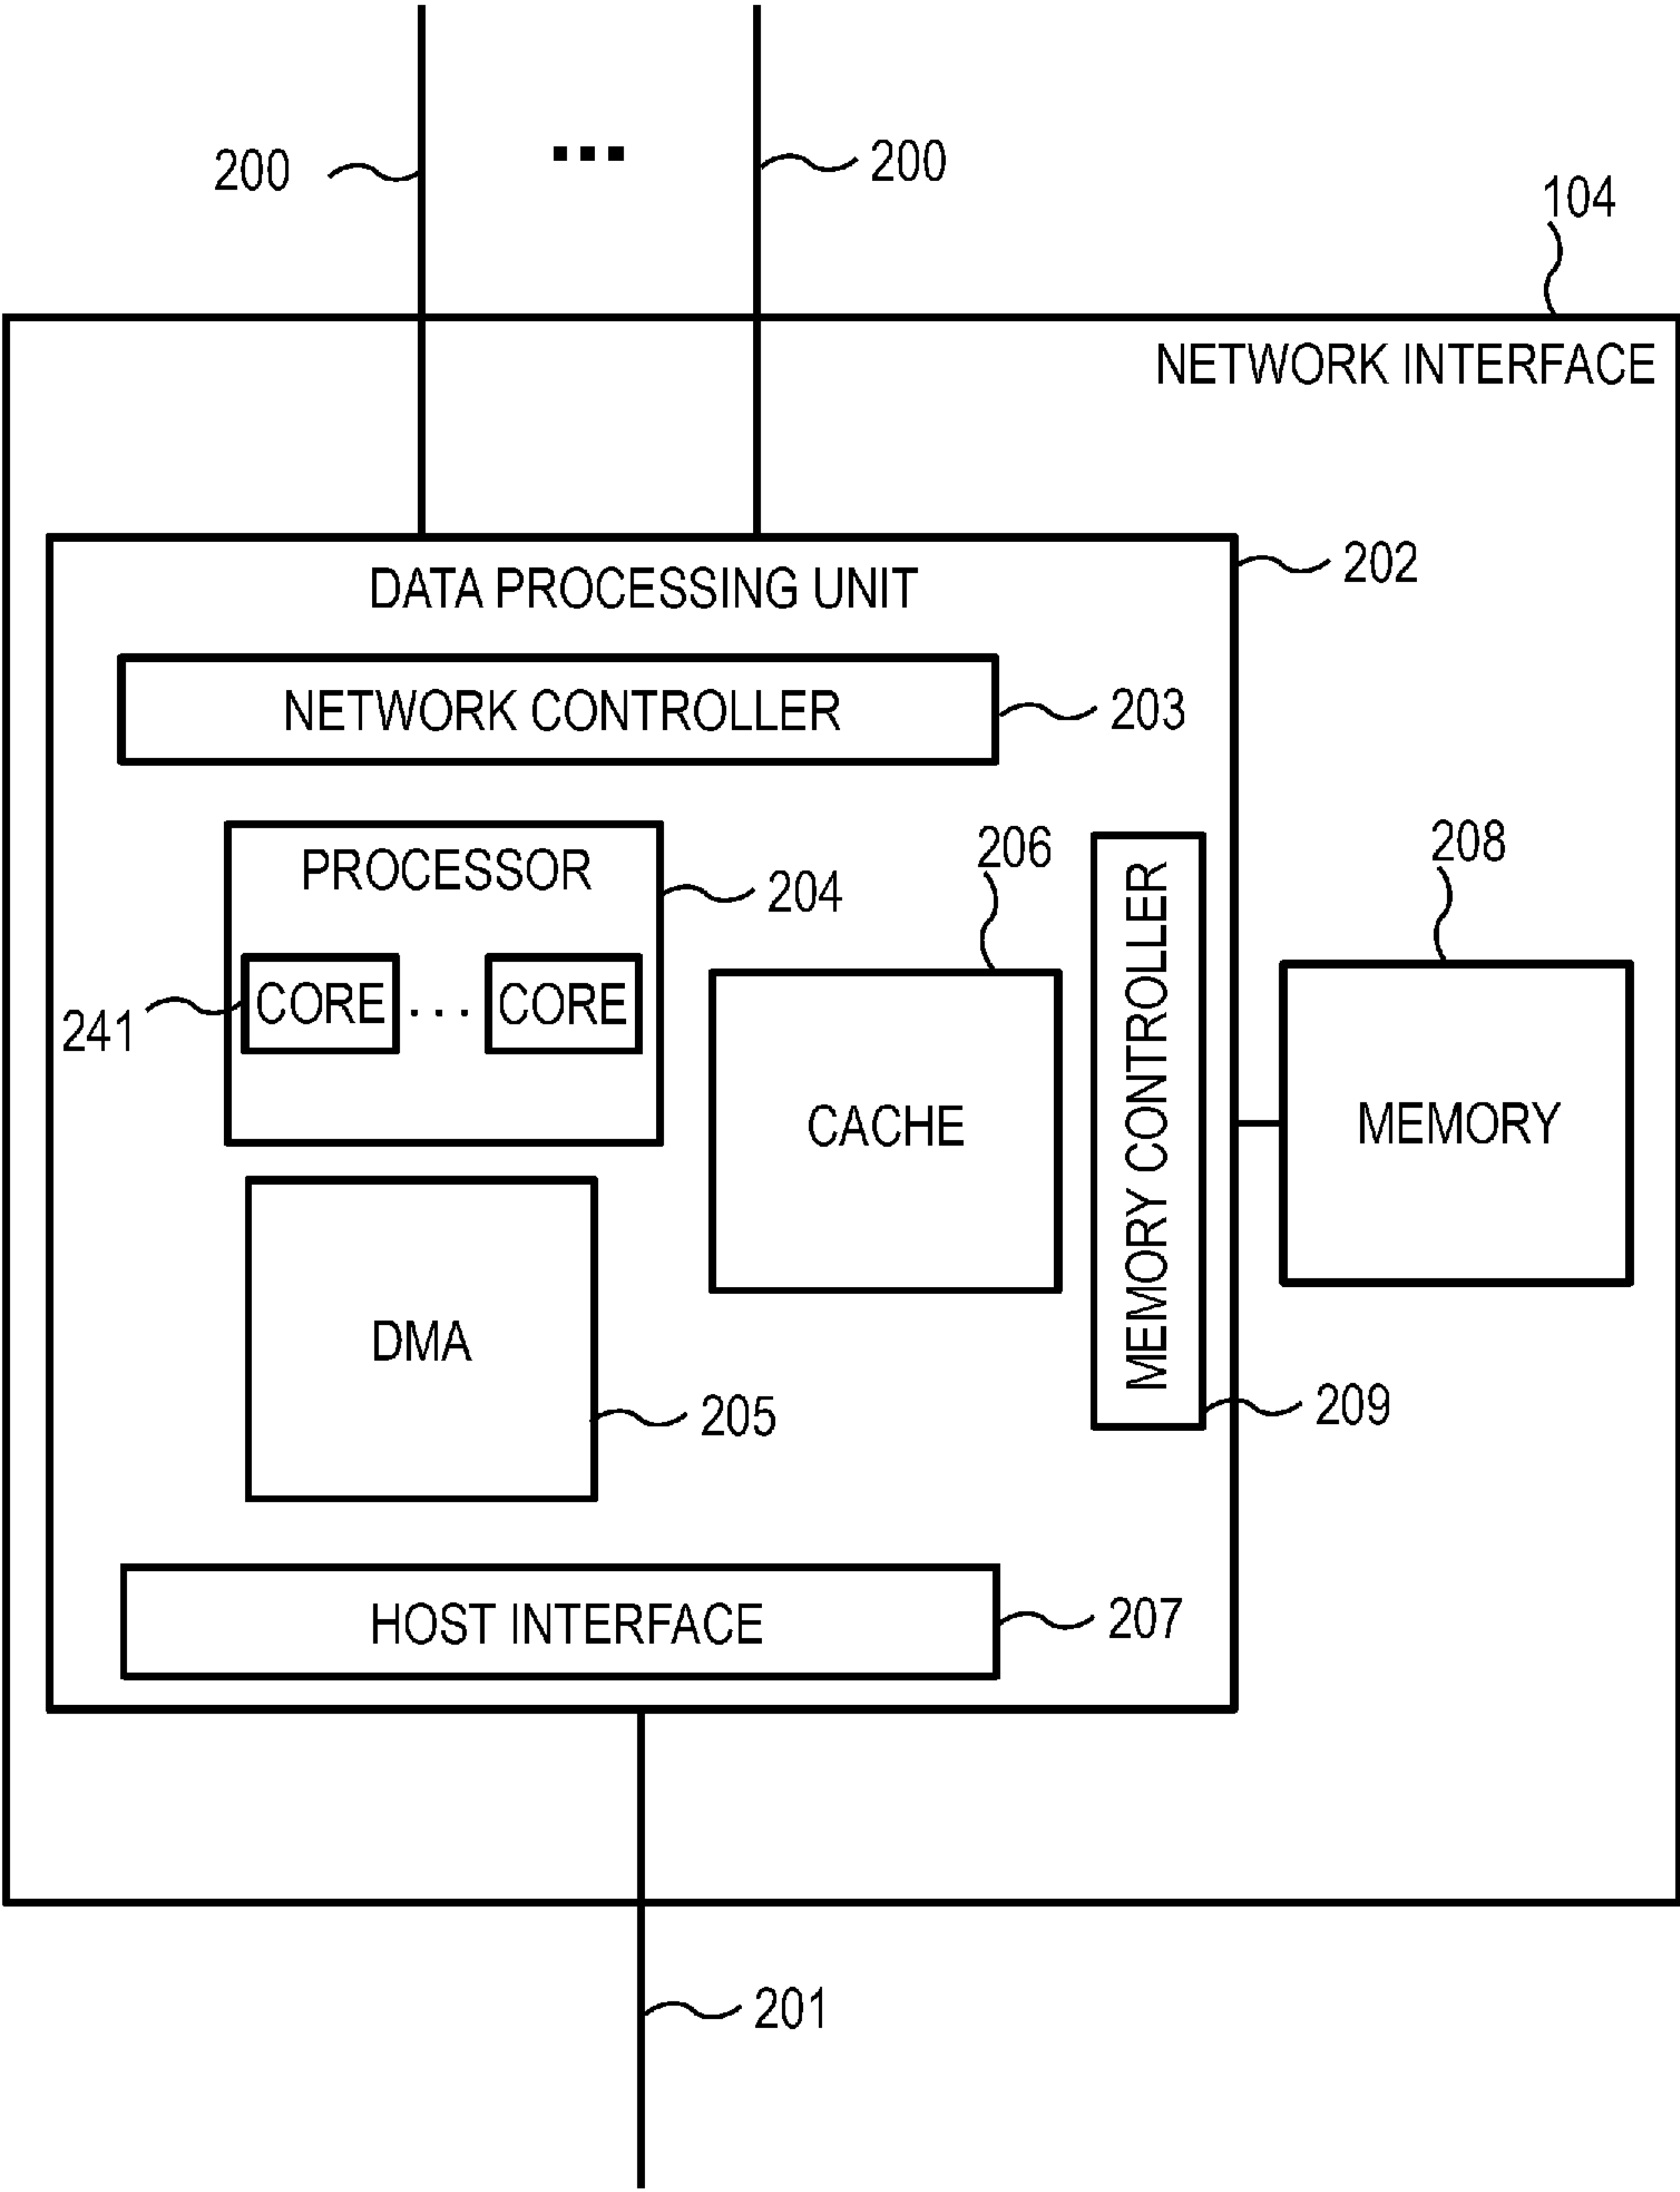 200
...
200
104
NETWORK INTERFACE
202
DATA PROCESSING UNIT
NETWORK CONTROLLER
203
PROCESSOR
204
206
208
CORE ... CORE
241
CACHE
MEMORY CONTROLLER
MEMORY
DMA
205
209
HOST INTERFACE
207
201